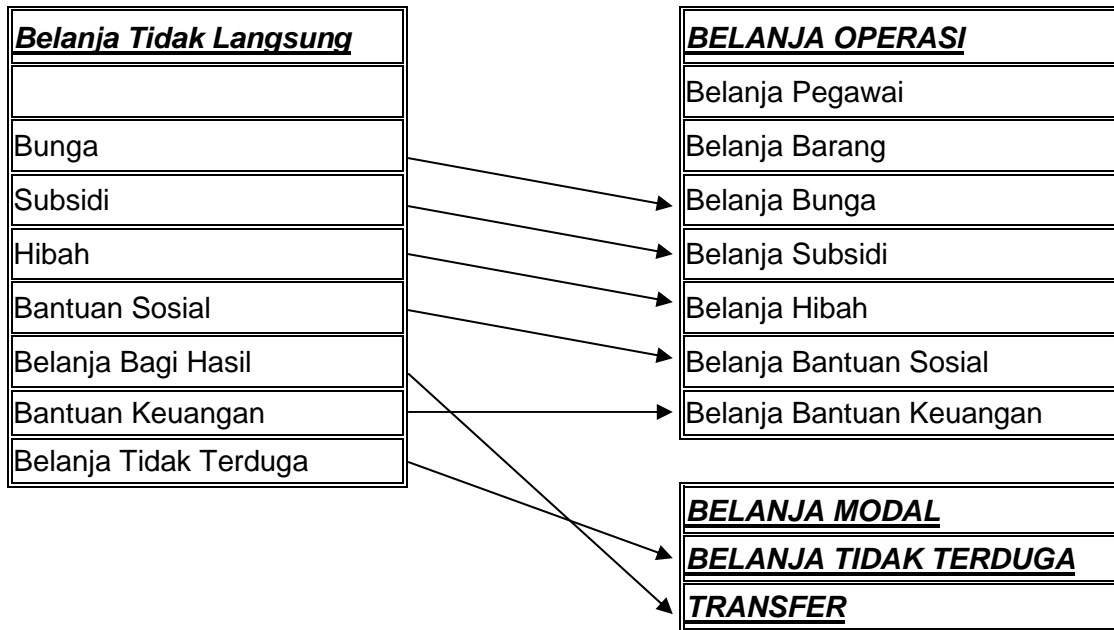 Belanja Tidak Langsung
Bunga
Subsidi
Hibah
Bantuan Sosial
Belanja Bagi Hasil
Bantuan Keuangan
Belanja Tidak Terduga
BELANJA OPERASI
Belanja Pegawai
Belanja Barang
Belanja Bunga
Belanja Subsidi
Belanja Hibah
Belanja Bantuan Sosial
Belanja Bantuan Keuangan
BELANJA MODAL
BELANJA TIDAK TERDUGA
TRANSFER